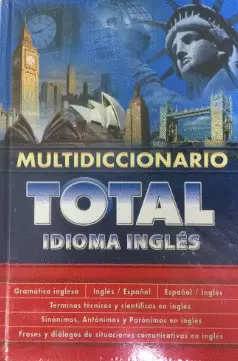 MULTIDICCIONARIO
TOTAL
IDIOMA INGLÉS
Gramática inglesa | Inglés / Español | Español / Inglés
Términos técnicos y científicos en inglés
Sinónimos, Antónimos y Parónimos en inglés
Frases y diálogos de situaciones comunicativas en inglés